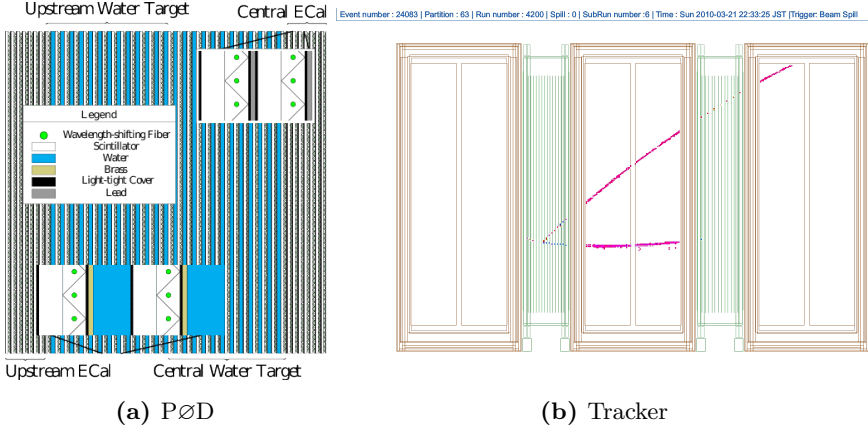 Upstream Water Target
Central ECal
Legend
Wavelength-shifting Fiber
Scintillator
Water
Brass
Light-tight Cover
Lead
Upstream ECal
Central Water Target
(a) P∅D
Event number : 24083 | Partition : 63 | Run number : 4200 | Spill : 0 | SubRun number :6 | Time : Sun 2010-03-21 22:33:25 JST |Trigger: Beam Spill
(b) Tracker